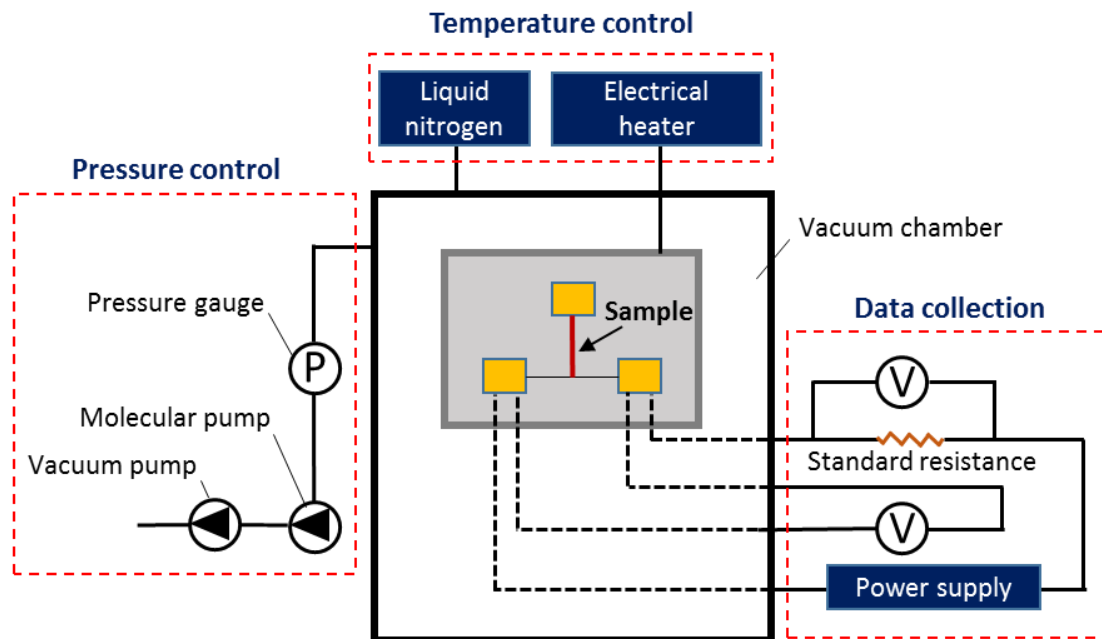 Temperature control
Liquid
nitrogen
Electrical
heater
Pressure control
Vacuum chamber
Pressure gauge
P
Sample
Data collection
V
Molecular pump
Standard resistance
Vacuum pump
V
Power supply